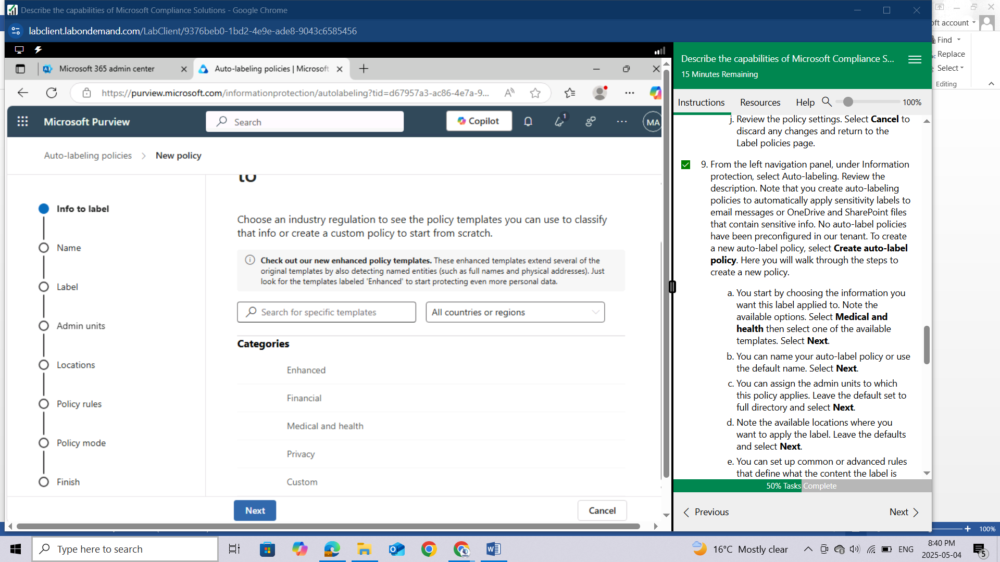 Describe the capabilities of Microsoft Compliance Solutions - Google Chrome
labclient.labondemand.com/LabClient/9376beb0-1bd2-4e9e-ade8-9043c6585456
Microsoft 365 admin center
Auto-labeling policies | Microsoft
https://purview.microsoft.com/informationprotection/autolabeling?tid=d67957a3-ac86-4e7a-9...
Microsoft Purview
Search
Copilot
1
MA
Auto-labeling policies > New policy
to
Info to label
Name
Label
Admin units
Locations
Policy rules
Policy mode
Finish
Choose an industry regulation to see the policy templates you can use to classify
that info or create a custom policy to start from scratch.
Check out our new enhanced policy templates. These enhanced templates extend several of the
original templates by also detecting named entities (such as full names and physical addresses). Just
look for the templates labeled 'Enhanced' to start protecting even more personal data.
Search for specific templates
All countries or regions
Categories
Enhanced
Financial
Medical and health
Privacy
Custom
Next
Cancel
Describe the capabilities of Microsoft Compliance S...
15 Minutes Remaining
Instructions
Resources
Help
100%
j. Review the policy settings. Select Cancel to
discard any changes and return to the
Label policies page.
9. From the left navigation panel, under Information
protection, select Auto-labeling. Review the
description. Note that you create auto-labeling
policies to automatically apply sensitivity labels to
email messages or OneDrive and SharePoint files
that contain sensitive info. No auto-label policies
have been preconfigured in our tenant. To create
a new auto-label policy, select Create auto-label
policy. Here you will walk through the steps to
create a new policy.
a. You start by choosing the information you
want this label applied to. Note the
available options. Select Medical and
health then select one of the available
templates. Select Next.
b. You can name your auto-label policy or use
the default name. Select Next.
c. You can assign the admin units to which
this policy applies. Leave the default set to
full directory and select Next.
d. Note the available locations where you
want to apply the label. Leave the defaults
and select Next.
e. You can set up common or advanced rules
that define what the content the label is
50% Tasks Complete
Previous
Next
account
Find
Replace
Select
Editing
100%
Type here to search
16°C Mostly clear
ENG
8:40 PM
2025-05-04
5